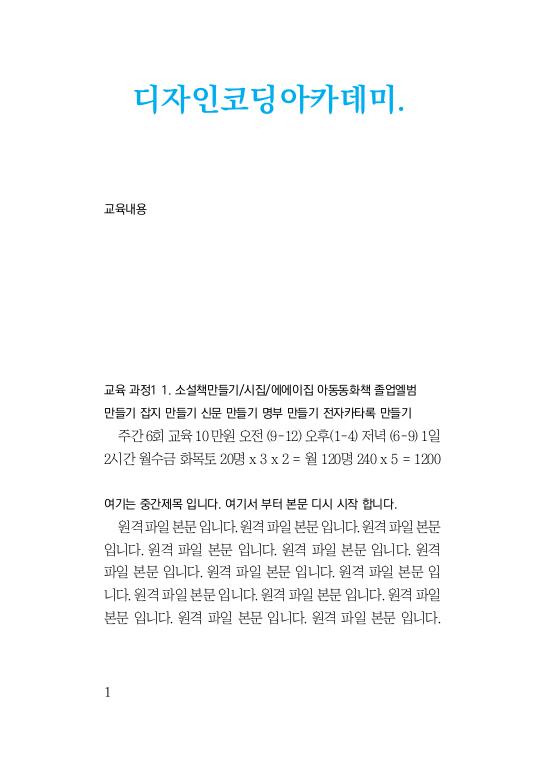 디자인코딩아카데미.
교육내용
교육 과정1 1. 소설책만들기/시집/에에이집 아동동화책 졸업엘범
만들기 잡지 만들기 신문 만들기 명부 만들기 전자카타록 만들기
주간 6회 교육 10만원 오전 (9-12) 오후(1-4) 저녁 (6-9) 1일
2시간 월수금 화목토 20명 x 3 x 2 = 월 120명 240 x 5 = 1200
여기는 중간제목 입니다. 여기서 부터 본문 디시 시작 합니다.
원격 파일 본문 입니다. 원격 파일 본문 입니다. 원격 파일 본문
입니다. 원격 파일 본문 입니다. 원격 파일 본문 입니다. 원격
파일 본문 입니다. 원격 파일 본문 입니다. 원격 파일 본문 입
니다. 원격 파일 본문 입니다. 원격 파일 본문 입니다. 원격 파일
본문 입니다. 원격 파일 본문 입니다. 원격 파일 본문 입니다.
1